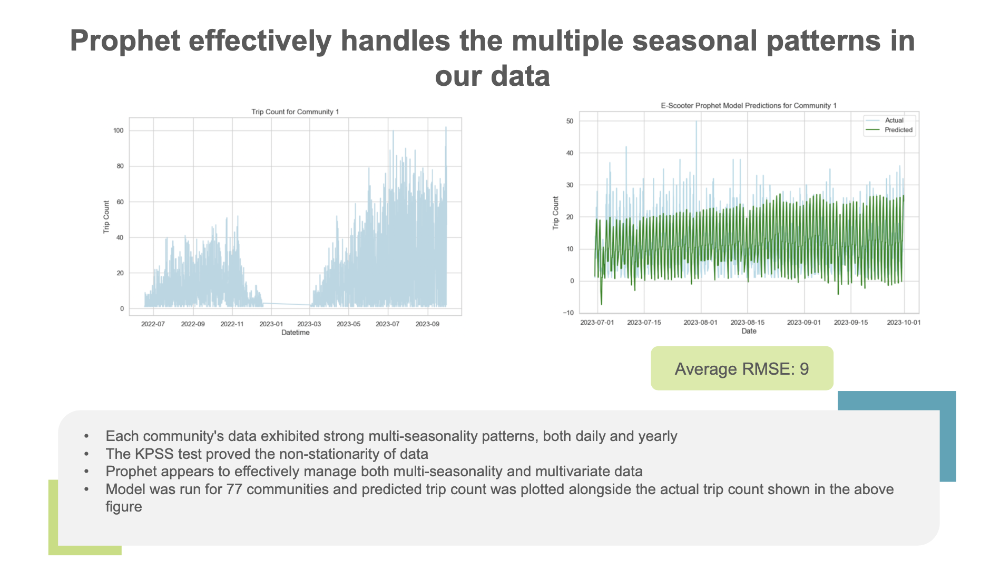 Prophet effectively handles the multiple seasonal patterns in
our data
Trip Count for Community 1
Trip Count
100
80
60
40
20
0
2022-07 2022-09 2022-11 2023-01 2023-03 2023-05 2023-07 2023-09
Datetime
E-Scooter Prophet Model Predictions for Community 1
Actual
Predicted
Trip Count
50
40
30
20
10
0
−10
2023-07-01 2023-07-15 2023-08-01 2023-08-15 2023-09-01 2023-09-15 2023-10-01
Date
Average RMSE: 9
• Each community's data exhibited strong multi-seasonality patterns, both daily and yearly
• The KPSS test proved the non-stationarity of data
• Prophet appears to effectively manage both multi-seasonality and multivariate data
• Model was run for 77 communities and predicted trip count was plotted alongside the actual trip count shown in the above
figure